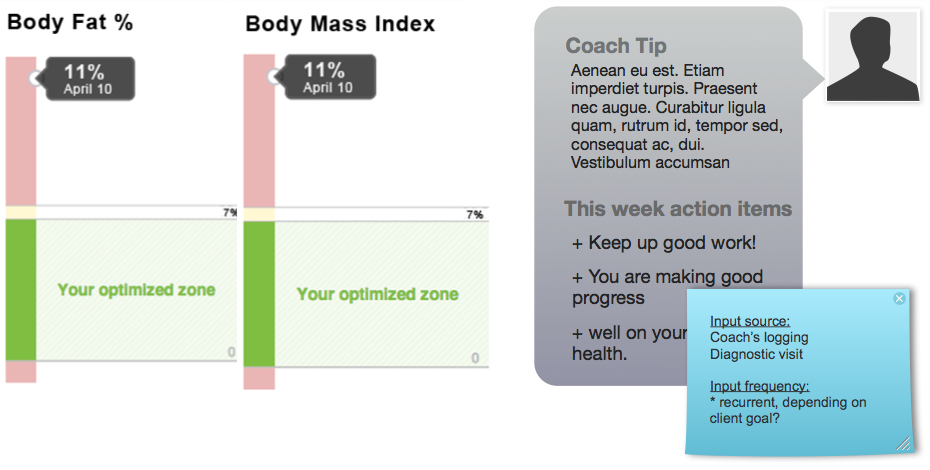 Body Fat %
11%
April 10
7%
Your optimized zone
0
Body Mass Index
11%
April 10
7%
Your optimized zone
0
Coach Tip
Aenean eu est. Etiam
imperdiet turpis. Praesent
nec augue. Curabitur ligula
quam, rutrum id, tempor sed,
consequat ac, dui.
Vestibulum accumsan
This week action items
+ Keep up good work!
+ You are making good
progress
+ well on your
health.
Input source:
Coach's logging
Diagnostic visit
Input frequency:
* recurrent, depending on
client goal?